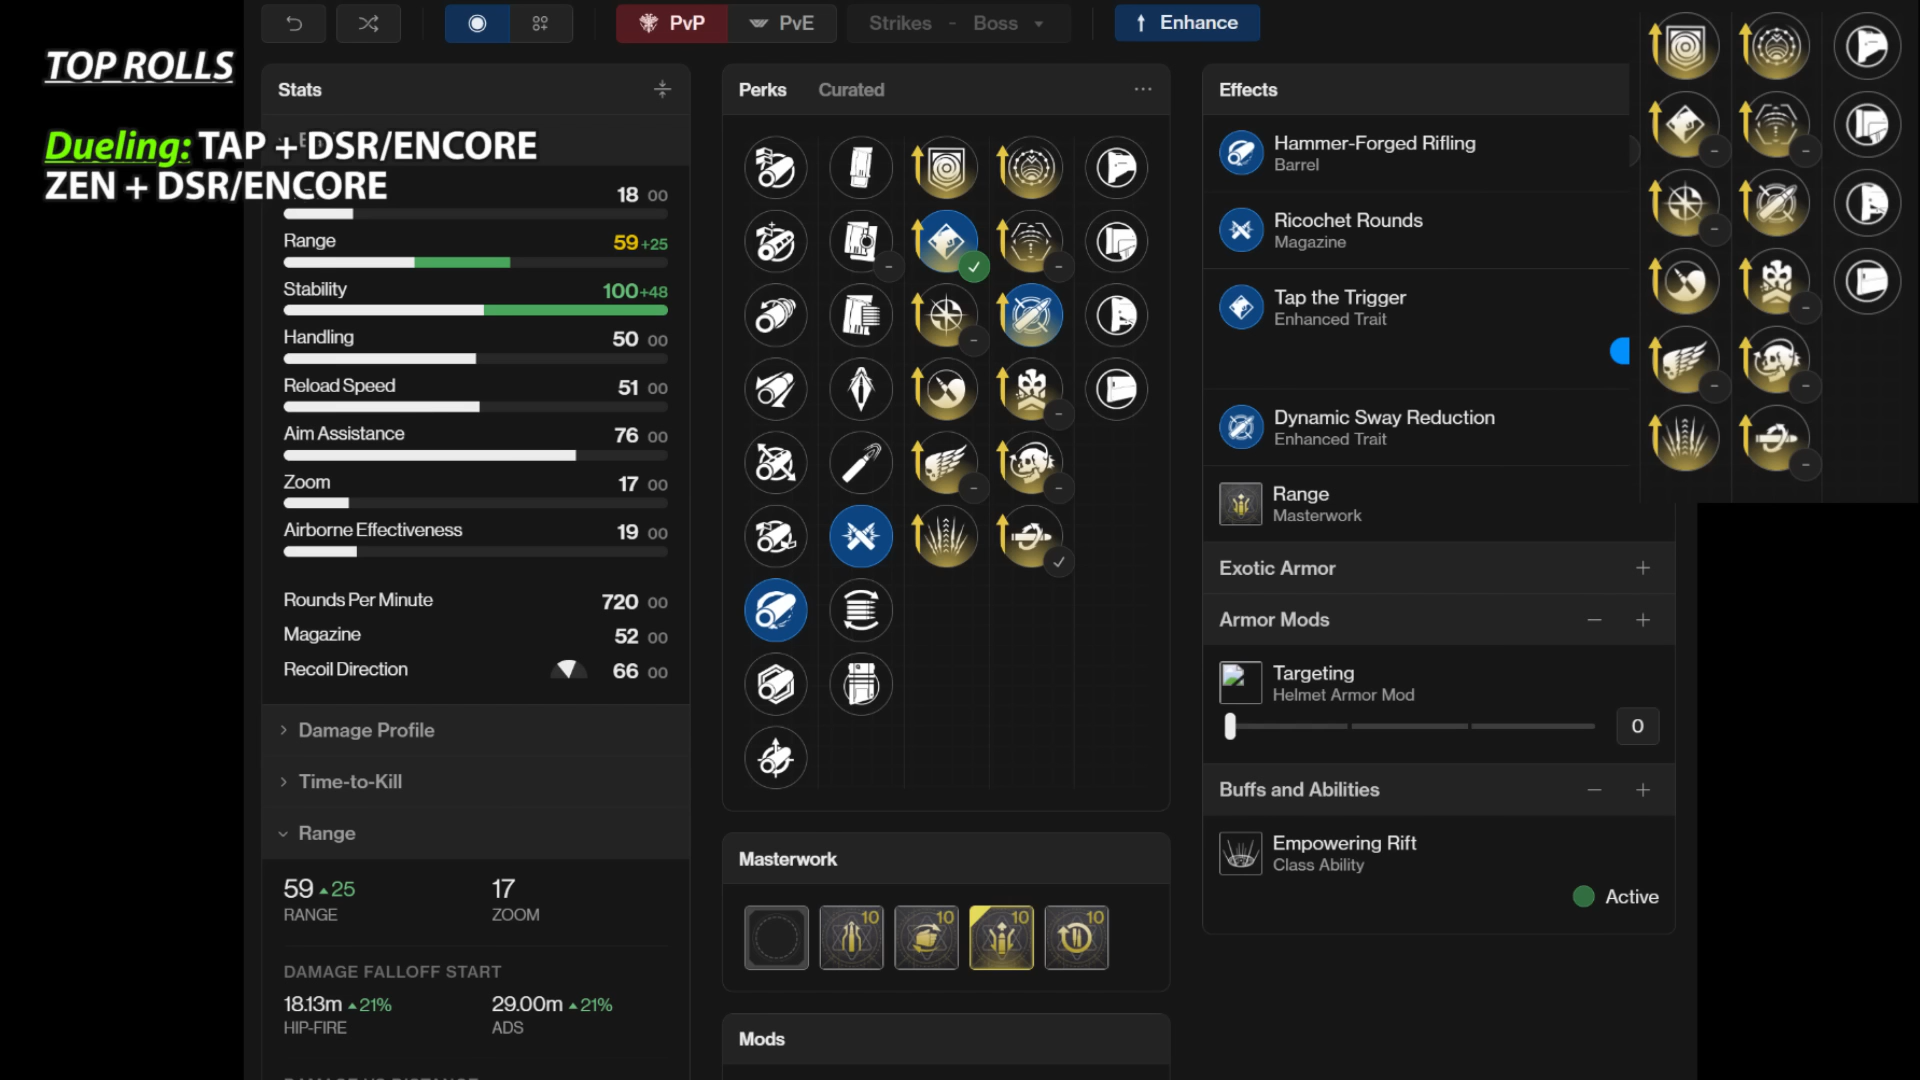 TOP ROLLS
Dueling: TAP + DSR/ENCORE
ZEN + DSR/ENCORE
PvP
PvE
Strikes - Boss
Enhance
Stats
18 00
Range
59 +25
Stability
100 +48
Handling
50 00
Reload Speed
51 00
Aim Assistance
76 00
Zoom
17 00
Airborne Effectiveness
19 00
Rounds Per Minute
720 00
Magazine
52 00
Recoil Direction
66 00
Damage Profile
Time-to-Kill
Range
59 25
17
RANGE
ZOOM
DAMAGE FALLOFF START
18.13m 21%
29.00m 21%
HIP-FIRE
ADS
Perks
Curated
Masterwork
10
10
10
10
Mods
Effects
Hammer-Forged Rifling
Barrel
Ricochet Rounds
Magazine
Tap the Trigger
Enhanced Trait
Dynamic Sway Reduction
Enhanced Trait
Range
Masterwork
Exotic Armor
Armor Mods
Targeting
Helmet Armor Mod
0
Buffs and Abilities
Empowering Rift
Class Ability
Active